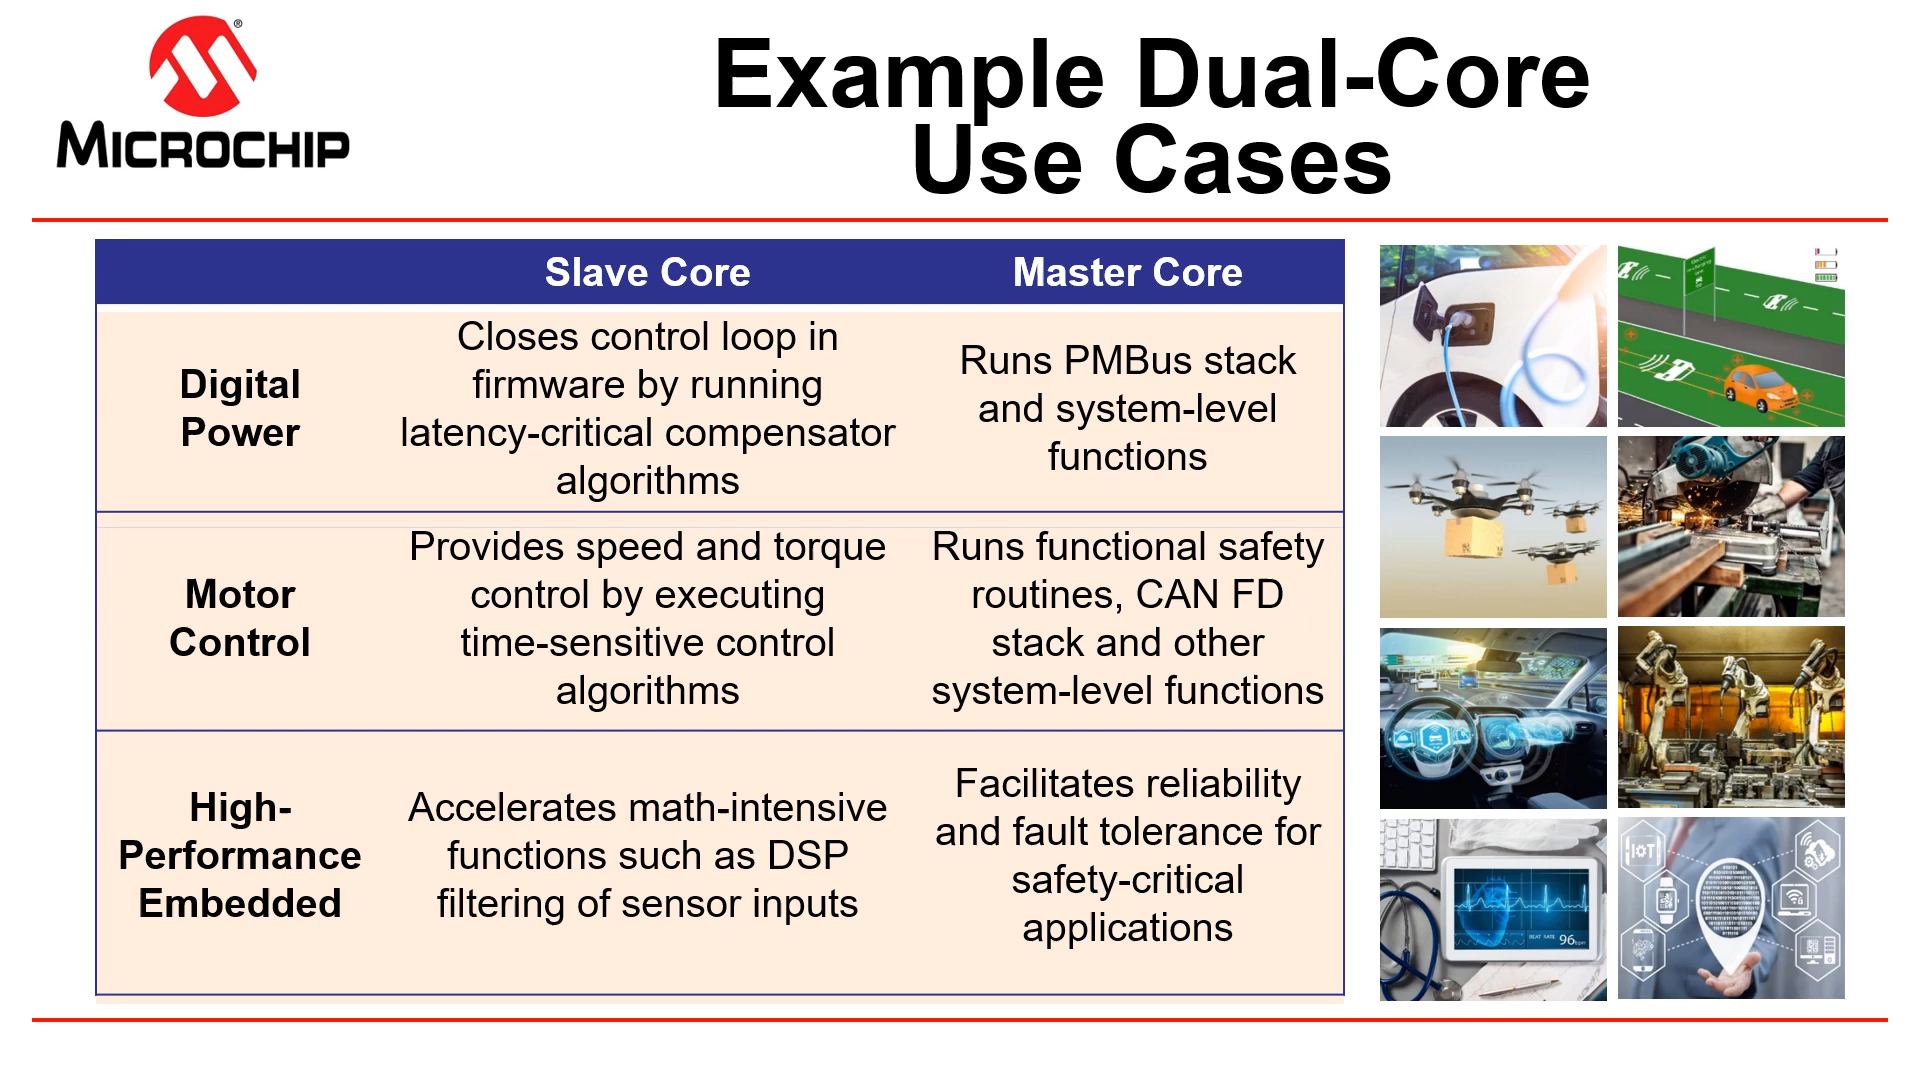 MICROCHIP
®
Example Dual-Core
Use Cases
Slave Core
Master Core
Digital
Power
Closes control loop in
firmware by running
latency-critical compensator
algorithms
Runs PMBus stack
and system-level
functions
Motor
Control
Provides speed and torque
control by executing
time-sensitive control
algorithms
Runs functional safety
routines, CAN FD
stack and other
system-level functions
High-
Performance
Embedded
Accelerates math-intensive
functions such as DSP
filtering of sensor inputs
Facilitates reliability
and fault tolerance for
safety-critical
applications
BEAT RATE 96bpm
IoT